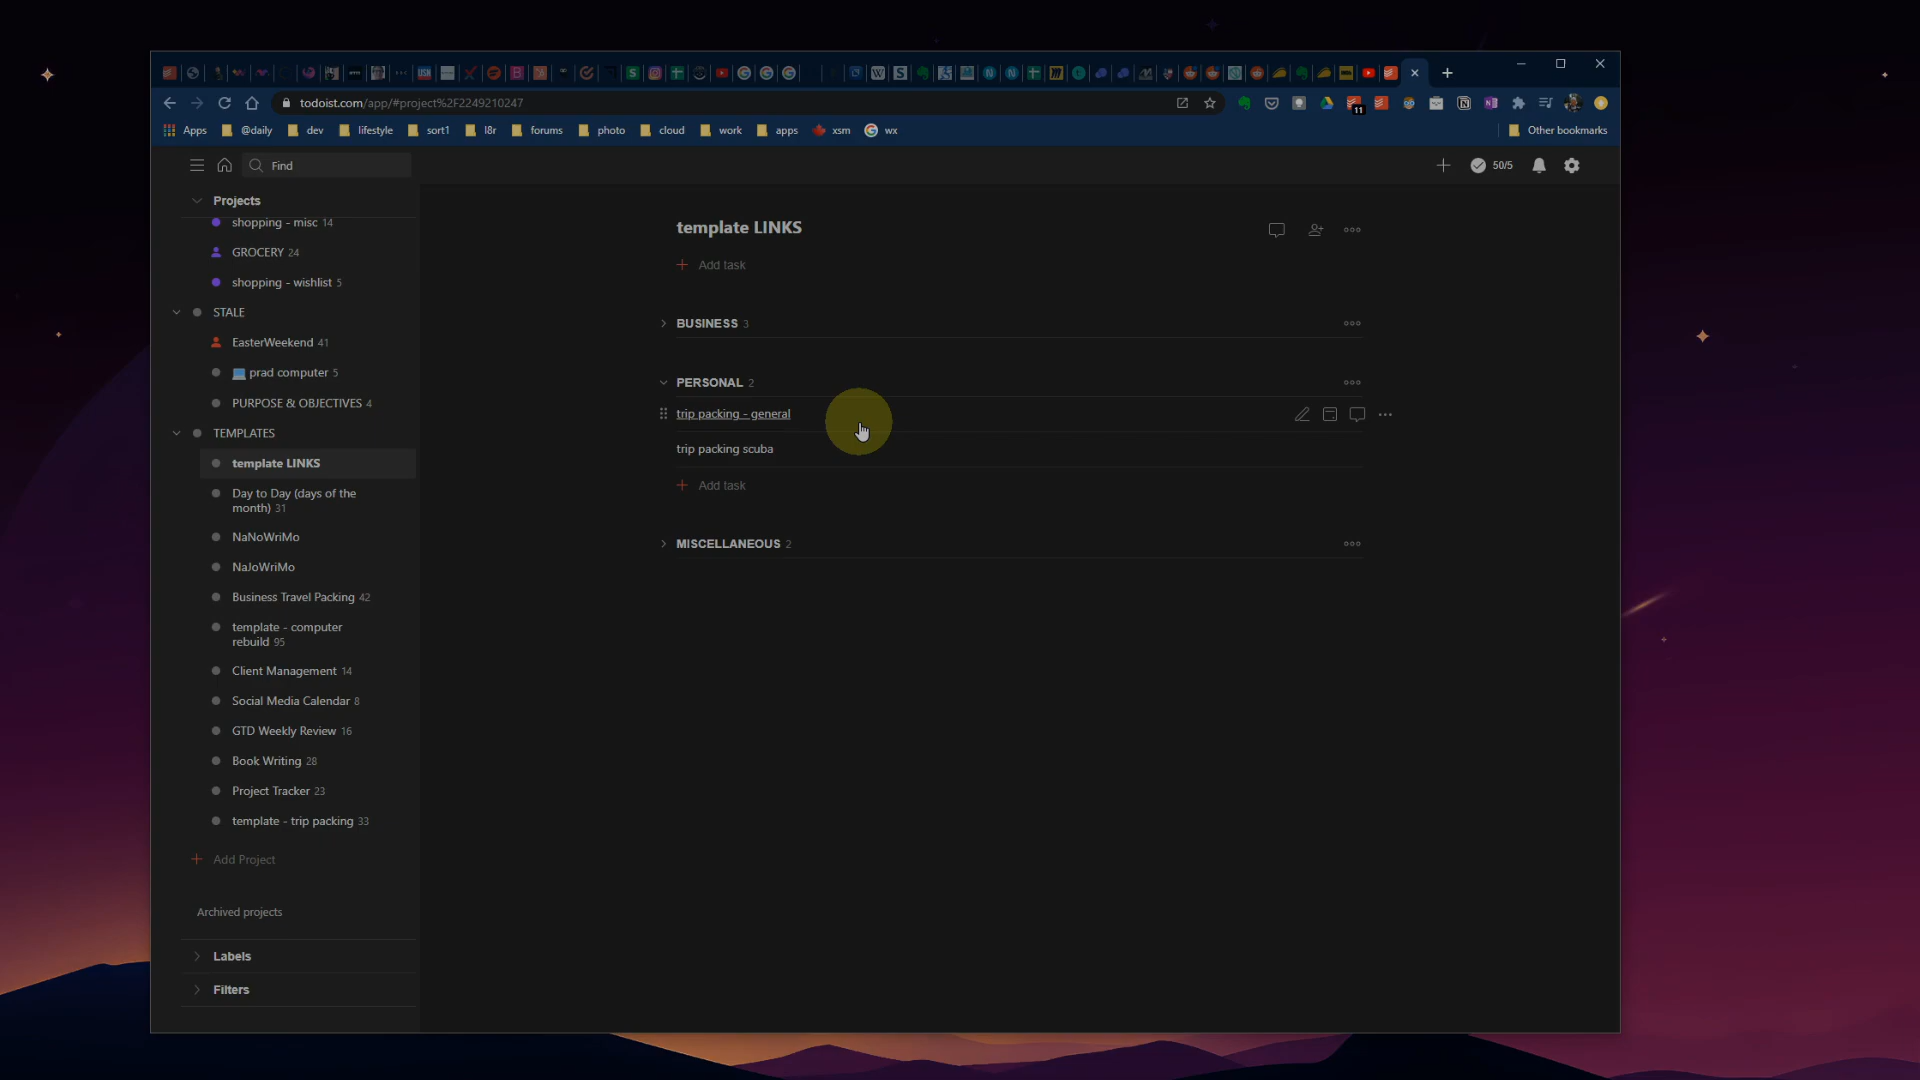 todoist.com/app/#project%2F2249210247
11
Apps
@daily
dev
lifestyle
sort1
l8r
forums
photo
cloud
work
apps
xsm
wx
Other bookmarks
Find
50/5
Projects
shopping - misc 14
GROCERY 24
shopping - wishlist 5
STALE
EasterWeekend 41
prad computer 5
PURPOSE & OBJECTIVES 4
TEMPLATES
template LINKS
Day to Day (days of the
month) 31
NaNoWriMo
NaJoWriMo
Business Travel Packing 42
template - computer
rebuild 95
Client Management 14
Social Media Calendar 8
GTD Weekly Review 16
Book Writing 28
Project Tracker 23
template - trip packing 33
Add Project
Archived projects
Labels
Filters
template LINKS
Add task
BUSINESS 3
PERSONAL 2
trip packing - general
trip packing scuba
Add task
MISCELLANEOUS 2